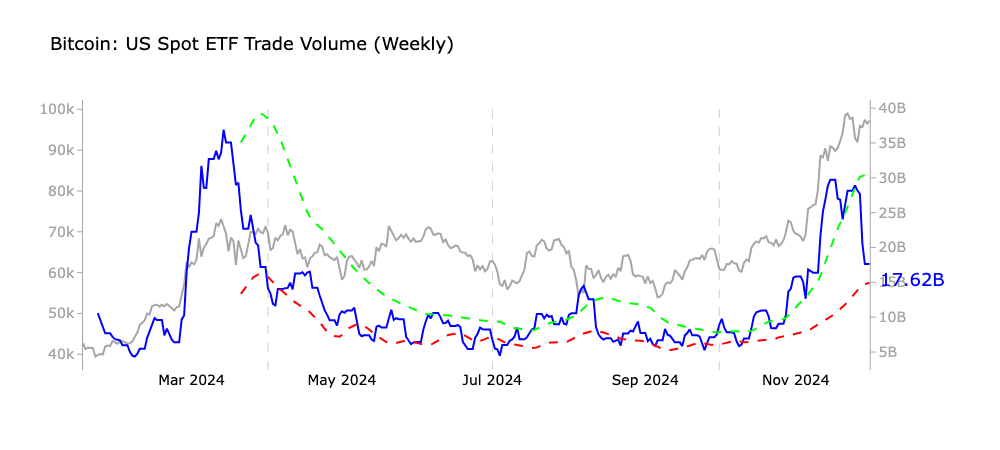 Bitcoin: US Spot ETF Trade Volume (Weekly)
100k
90k
80k
70k
60k
50k
40k
40B
35B
30B
25B
20B
15B
10B
5B
17.62B
Mar 2024
May 2024
Jul 2024
Sep 2024
Nov 2024